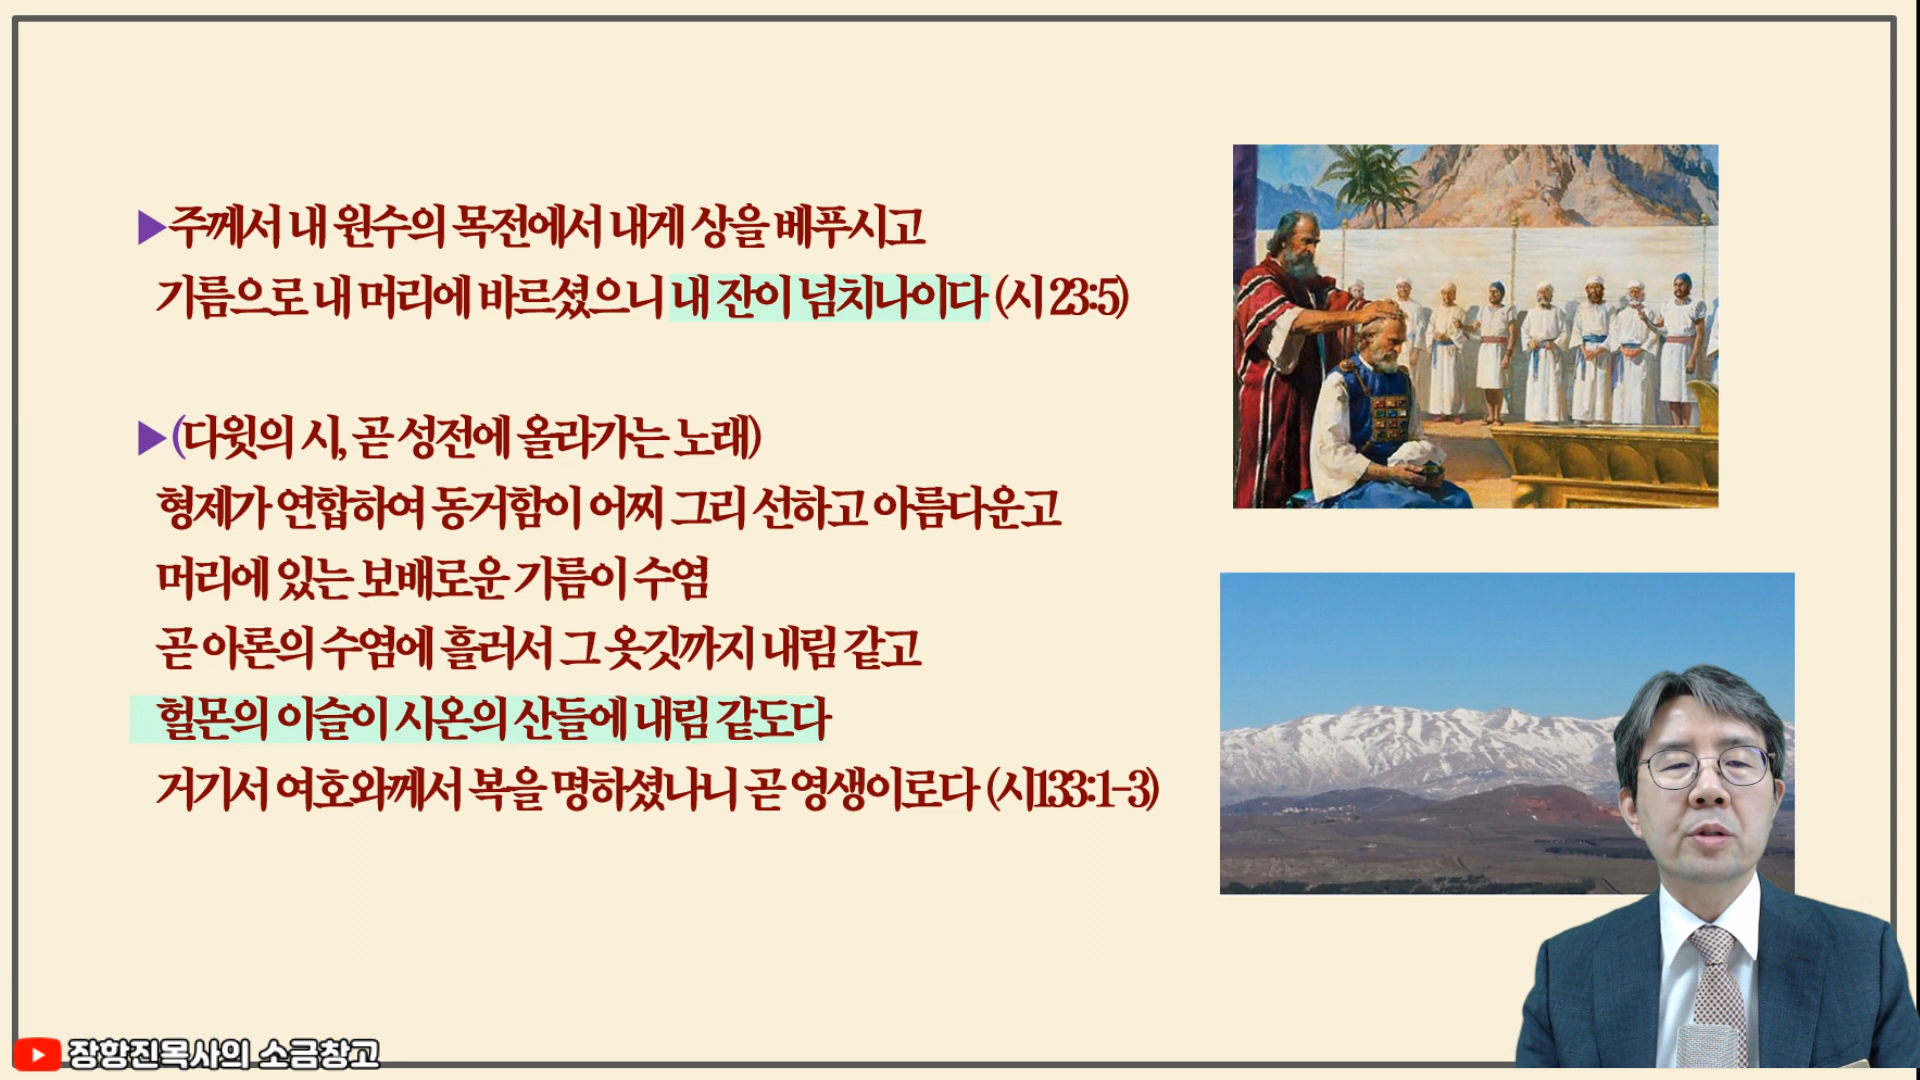 ▶주께서 내 원수의 목전에서 내게 상을 베푸시고
기름으로 내 머리에 바르셨으니 내 잔이 넘치나이다 (시 23:5)
▶(다윗의 시, 곧 성전에 올라가는 노래)
형제가 연합하여 동거함이 어찌 그리 선하고 아름다운고
머리에 있는 보배로운 기름이 수염
곧 아론의 수염에 흘러서 그 옷깃까지 내림 같고
헐몬의 이슬이 시온의 산들에 내림 같도다
거기서 여호와께서 복을 명하셨나니 곧 영생이로다 (시133:1-3)
장항진목사의 소금창고